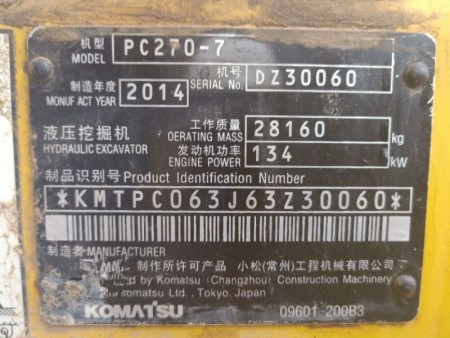 机型 PC270-7
MODEL
机号 DZ30060
SERIAL No.
制造年度 2014
MONUF ACT YEAR
液压挖掘机
HYDRAULIC EXCAVATOR
工作质量 28160 kg
OERATING MASS
发动机功率 134 kW
ENGINE POWER
制品识别号 Product Identification Number
*KMTPC063J63Z30060*
制造者 MANUFACTURER
制作所许可产品 小松(常州)工程机械有限公司
by Komatsu (Changzhou) Construction Machinery
Komatsu Ltd., Tokyo. Japan
KOMATSU
09601-200B3